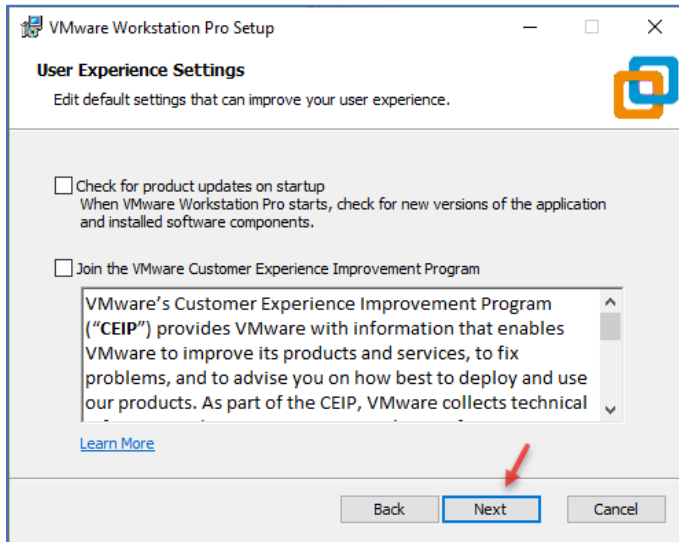 VMware Workstation Pro Setup
User Experience Settings
Edit default settings that can improve your user experience.
Check for product updates on startup
When VMware Workstation Pro starts, check for new versions of the application
and installed software components.
Join the VMware Customer Experience Improvement Program
VMware's Customer Experience Improvement Program
("CEIP") provides VMware with information that enables
VMware to improve its products and services, to fix
problems, and to advise you on how best to deploy and use
our products. As part of the CEIP, VMware collects technical
Learn More
Back Next Cancel